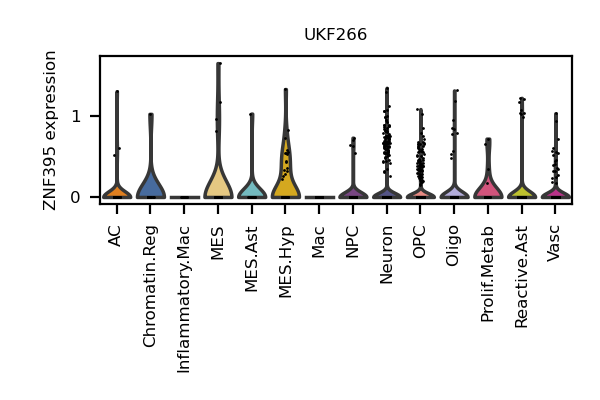 UKF266
ZNF395 expression
1
0
AC
Chromatin.Reg
Inflammatory.Mac
MES
MES.Ast
MES.Hyp
Mac
NPC
Neuron
OPC
Oligo
Prolif.Metab
Reactive.Ast
Vasc